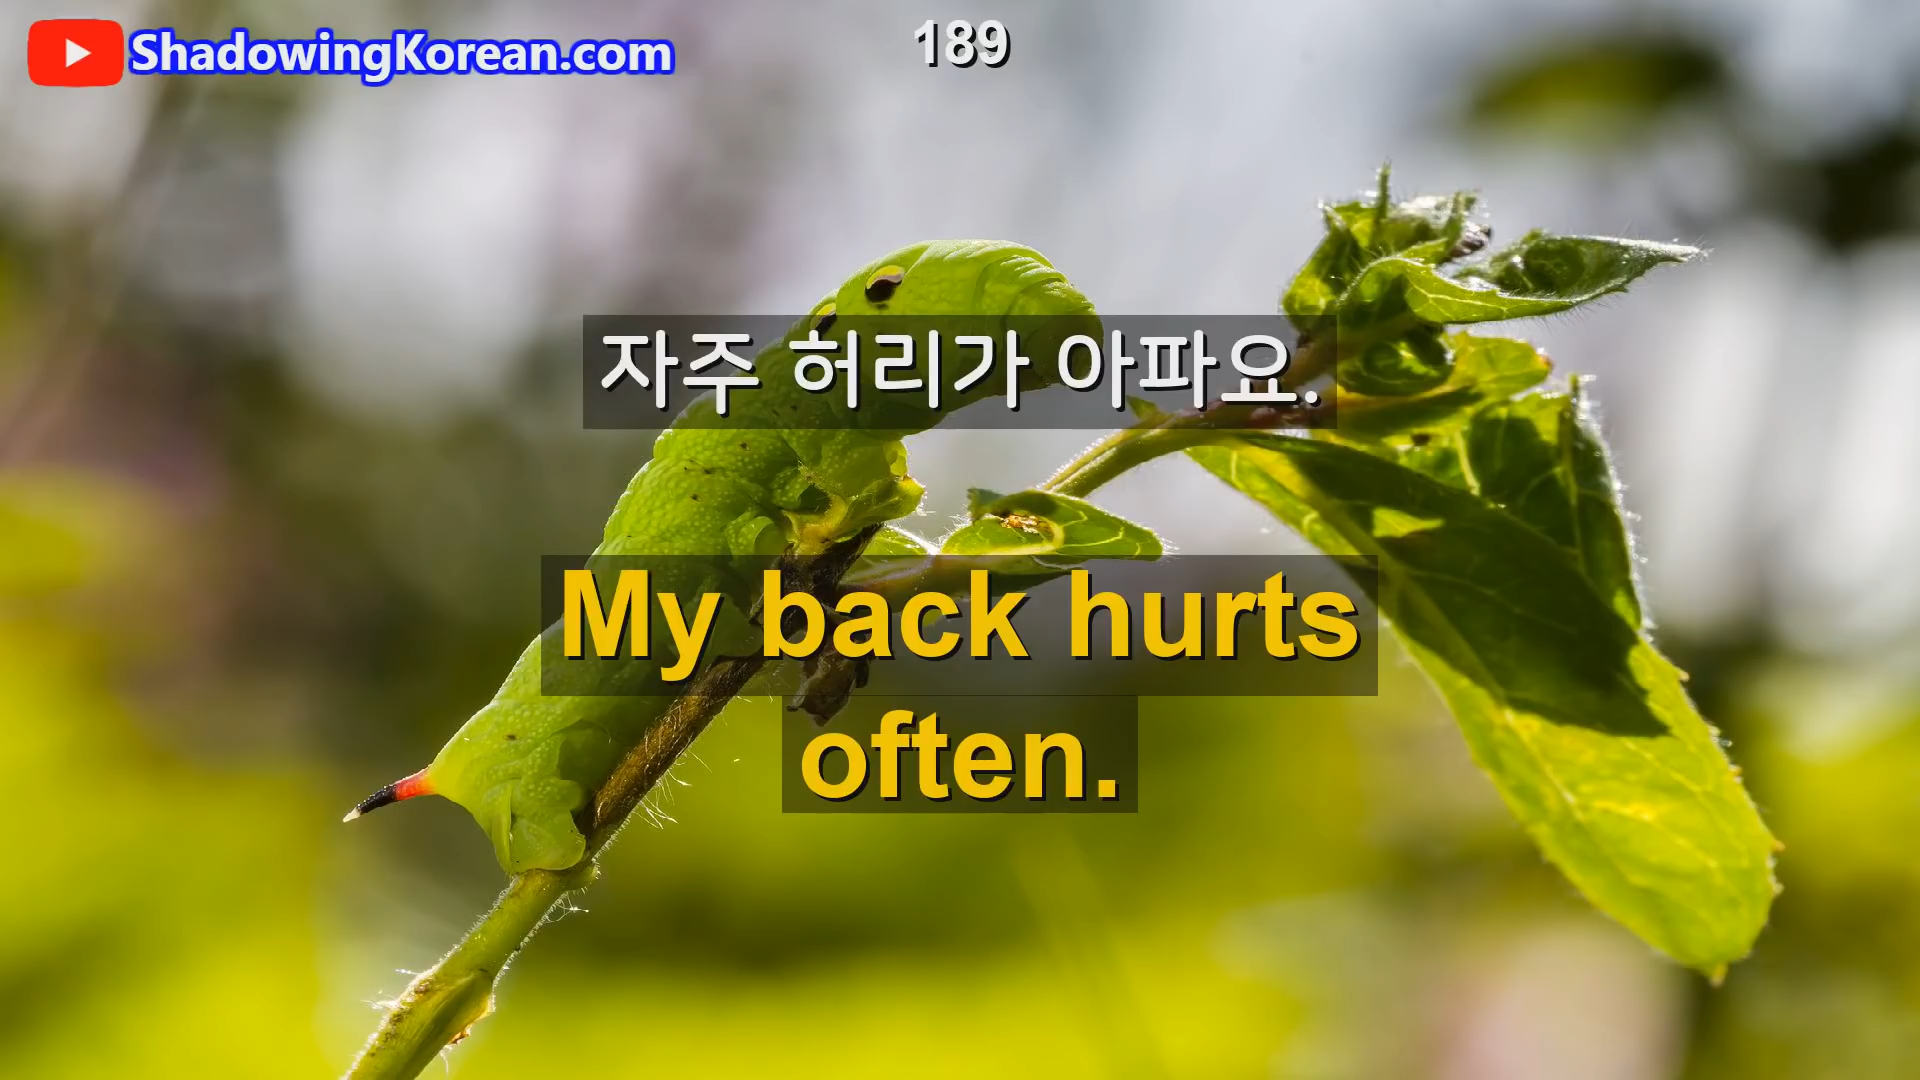 ShadowingKorean.com
189
자주 허리가 아파요.
My back hurts
often.